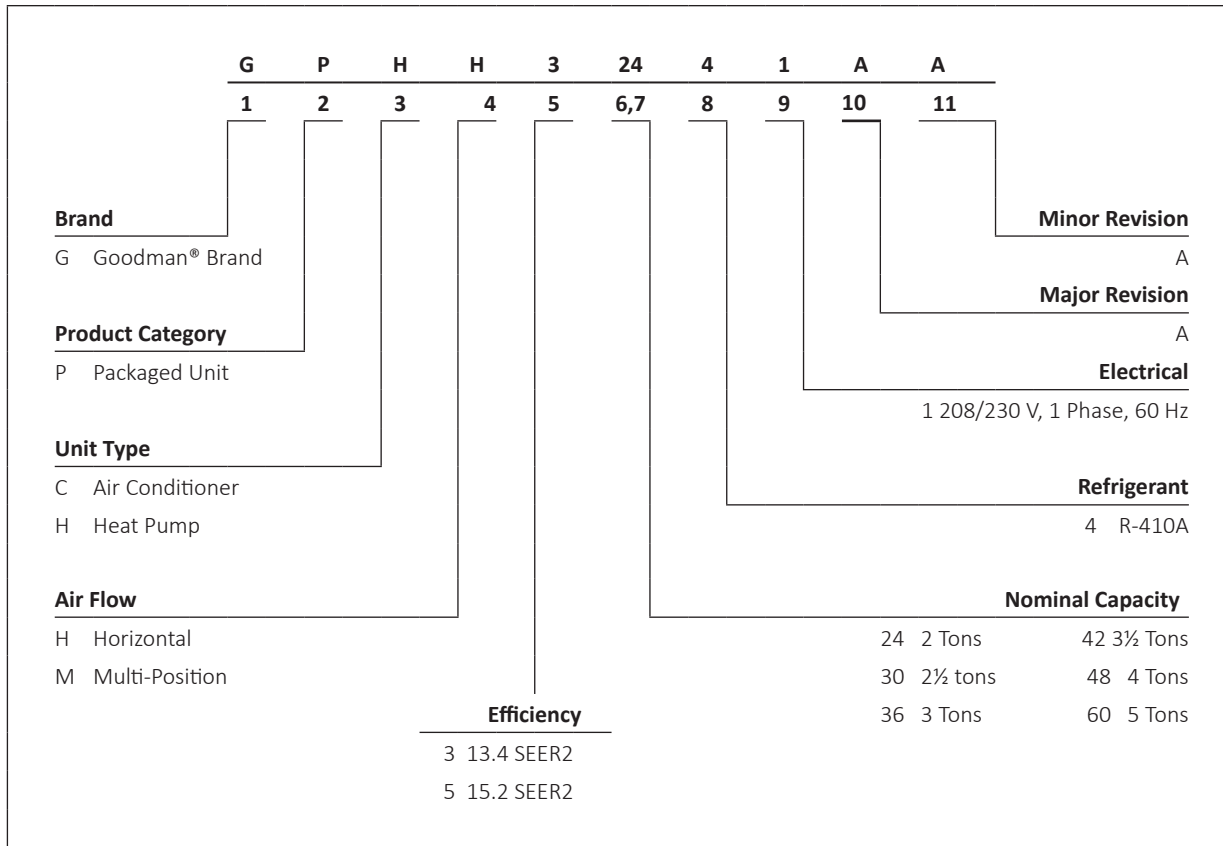 G P H H 3 24 4 1 A A
1 2 3 4 5 6,7 8 9 10 11
Brand
G Goodman® Brand
Product Category
P Packaged Unit
Unit Type
C Air Conditioner
H Heat Pump
Air Flow
H Horizontal
M Multi-Position
Efficiency
3 13.4 SEER2
5 15.2 SEER2
Minor Revision
A
Major Revision
A
Electrical
1 208/230 V, 1 Phase, 60 Hz
Refrigerant
4 R-410A
Nominal Capacity
24 2 Tons 42 3½ Tons
30 2½ tons 48 4 Tons
36 3 Tons 60 5 Tons